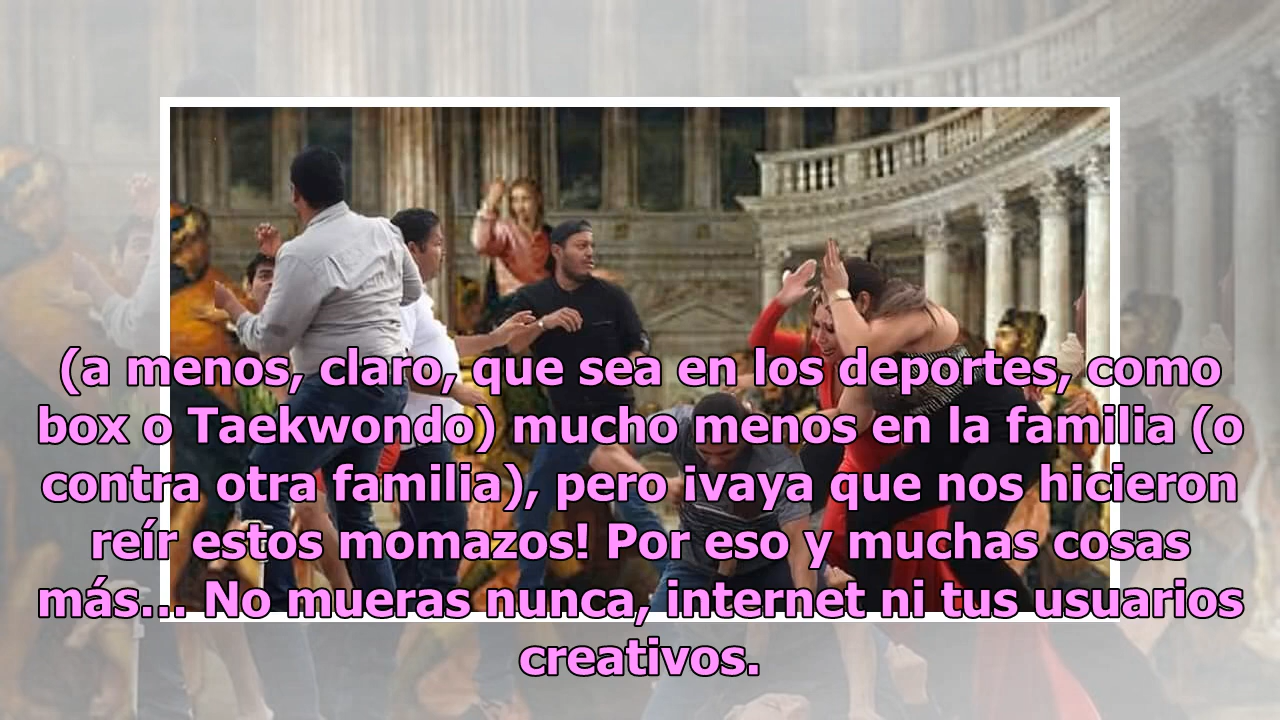 (a menos, claro, que sea en los deportes, como
box o Taekwondo) mucho menos en la familia (o
contra otra familia), pero ¡vaya que nos hicieron
reír estos momazos! Por eso y muchas cosas
más... No mueras nunca, internet ni tus usuarios
creativos.